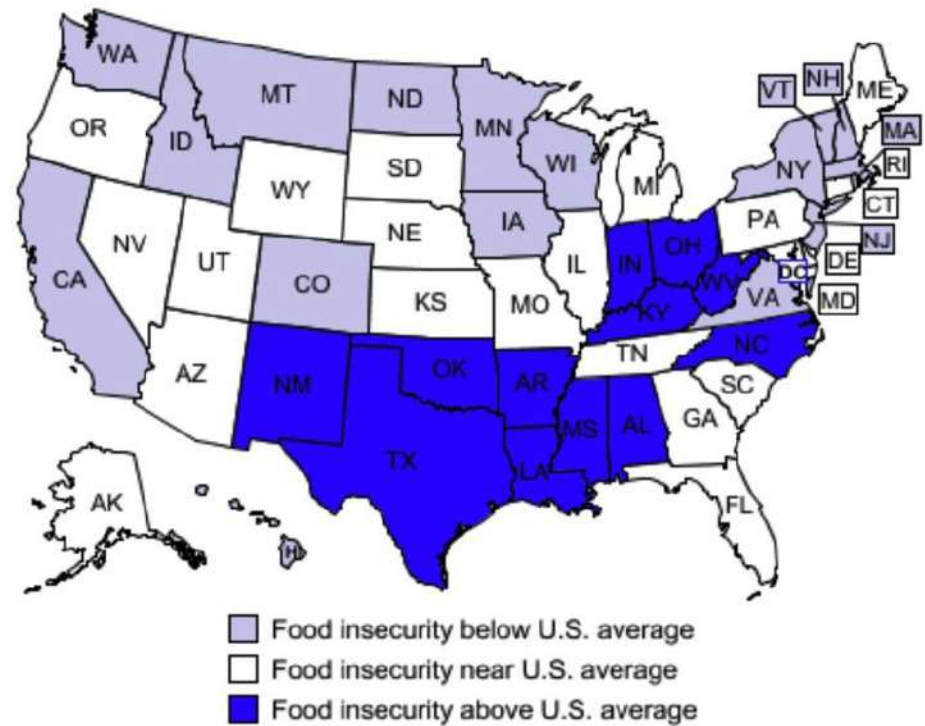 WA
MT
ND
MN
OR
ID
SD
WI
WY
MI
NY
VT
NH
ME
MA
RI
CT
NJ
DE
MD
DC
PA
IA
NE
NV
UT
CO
CA
KS
MO
IL
IN
OH
WV
VA
KY
NC
TN
SC
AZ
NM
OK
AR
TX
LA
MS
AL
GA
FL
AK
H
Food insecurity below U.S. average
Food insecurity near U.S. average
Food insecurity above U.S. average